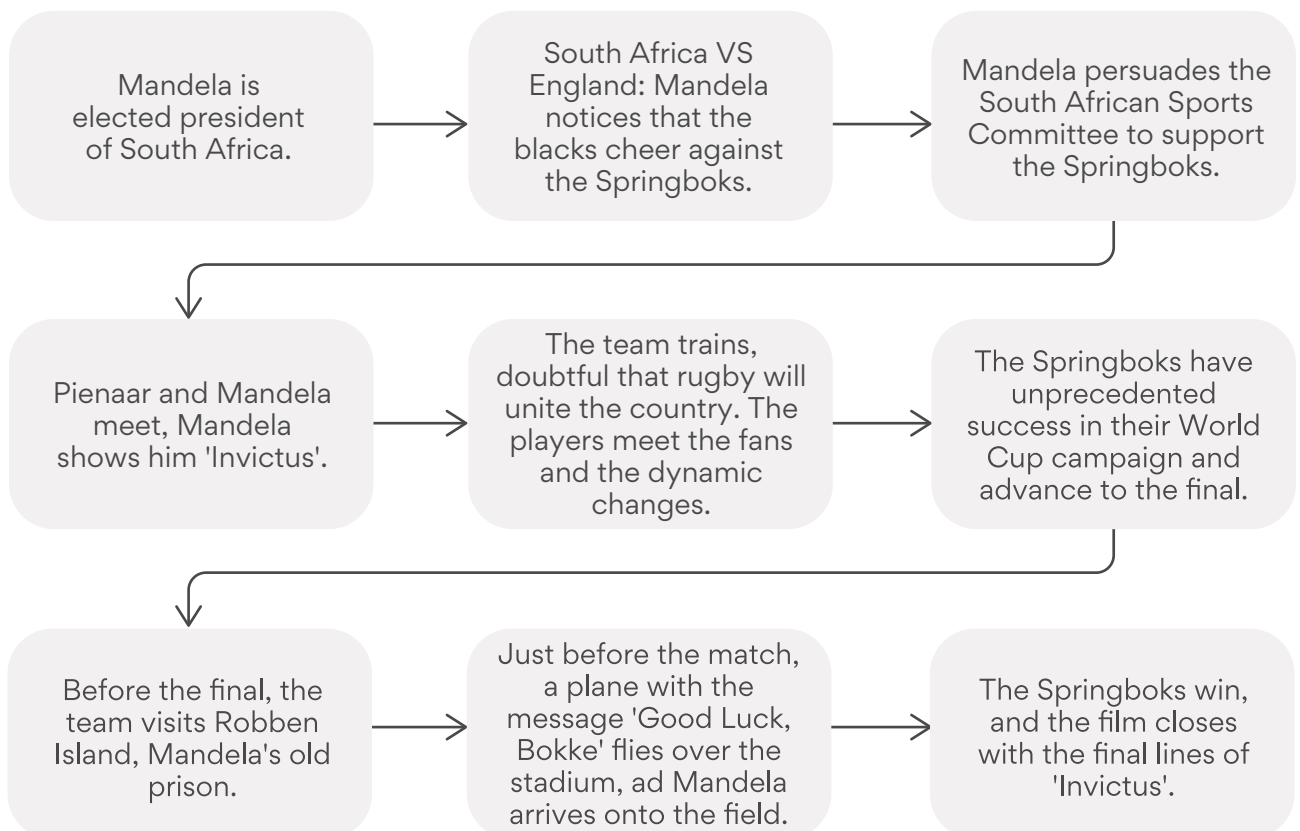 Mandela is
elected president
of South Africa.
South Africa VS
England: Mandela
notices that the
blacks cheer against
the Springboks.
Mandela persuades the
South African Sports
Committee to support
the Springboks.
Pienaar and Mandela
meet, Mandela
shows him 'Invictus'.
The team trains,
doubtful that rugby will
unite the country. The
players meet the fans
and the dynamic
changes.
The Springboks have
unprecedented
success in their World
Cup campaign and
advance to the final.
Before the final, the
team visits Robben
Island, Mandela's old
prison.
Just before the match,
a plane with the
message 'Good Luck,
Bokke' flies over the
stadium, ad Mandela
arrives onto the field.
The Springboks win,
and the film closes
with the final lines of
'Invictus'.